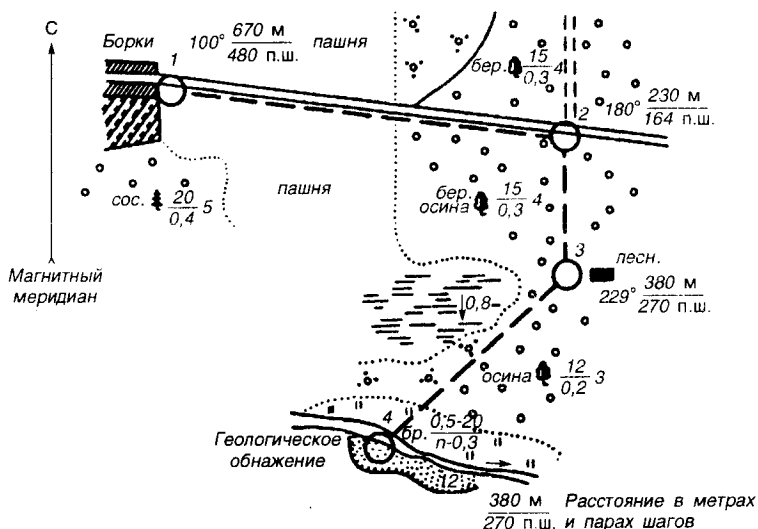 С
Борки
1
100° 670 м
480 п.ш.
пашня
бер. 15
0,3 4
2
180° 230 м
164 п.ш.
пашня
сос. 20
0,4 5
бер.
осина
15
0,3 4
3
лесн.
229° 380 м
270 п.ш.
Магнитный
меридиан
0,8
осина 12
0,2 3
4
бр. 0,5-20
п-0,3
Геологическое
обнажение
12
380 м
270 п.ш.
Расстояние в метрах
и парах шагов